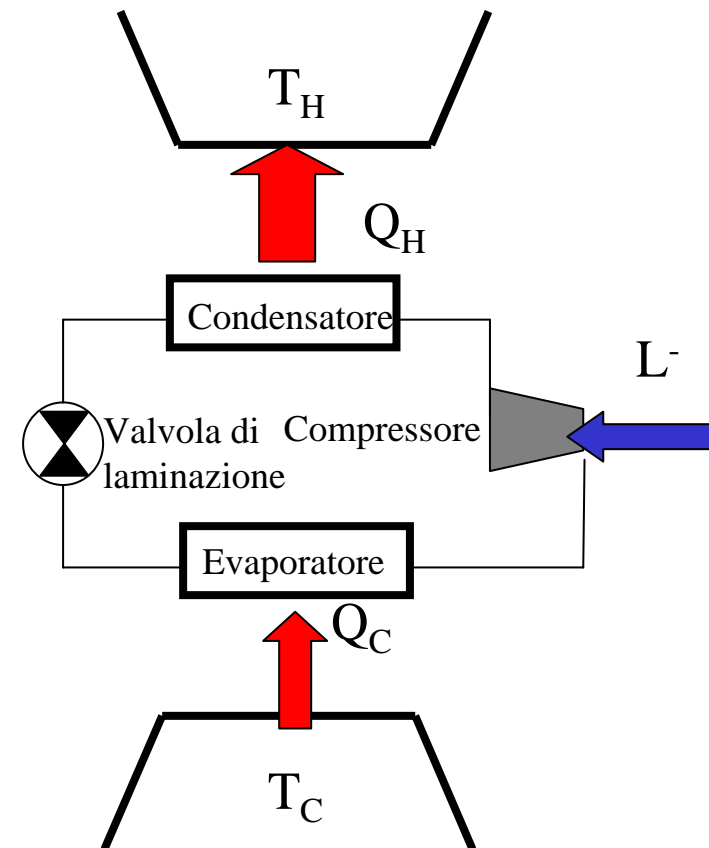 T_H
Q_H
Condensatore
L⁻
Valvola di
laminazione
Compressore
Evaporatore
Q_C
T_C